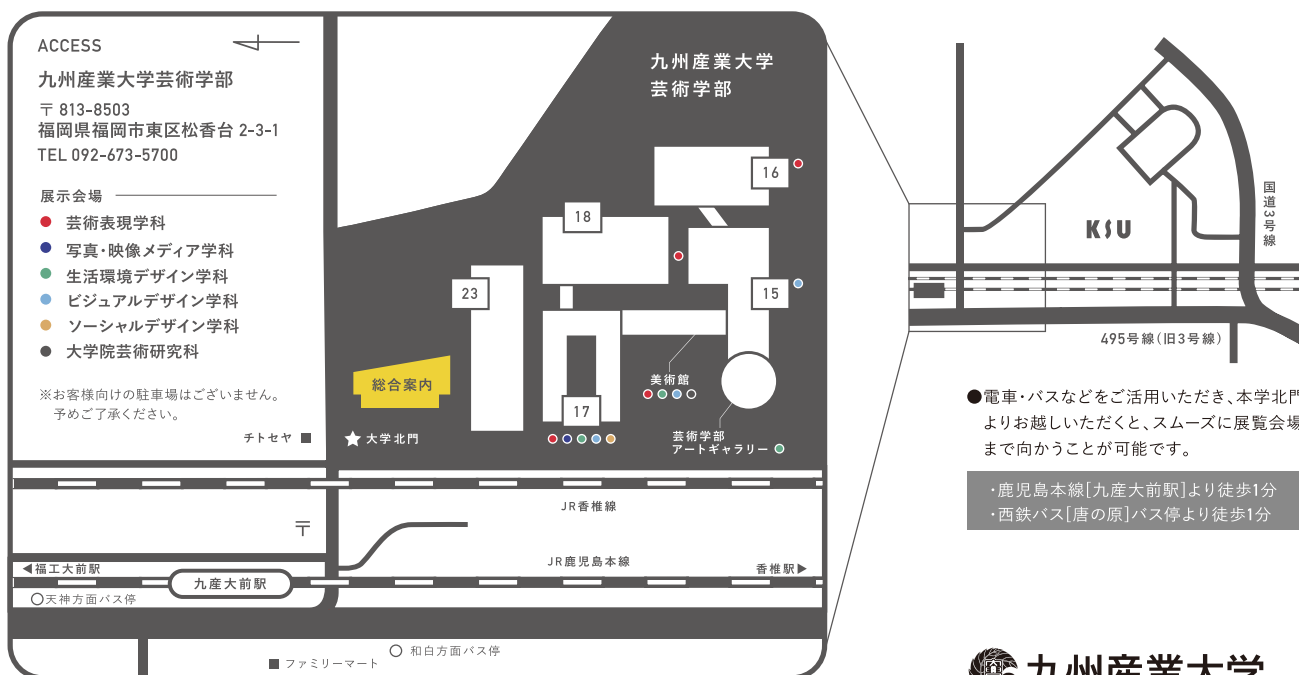 ACCESS
九州産業大学芸術学部
〒 813-8503
福岡県福岡市東区松香台 2-3-1
TEL 092-673-5700
展示会場
芸術表現学科
写真・映像メディア学科
生活環境デザイン学科
ビジュアルデザイン学科
ソーシャルデザイン学科
大学院芸術研究科
※お客様向けの駐車場はございません。
予めご了承ください。
チトセヤ
九州産業大学
芸術学部
16
18
23
15
総合案内
17
美術館
芸術学部
アートギャラリー
大学北門
JR香椎線
〒
JR鹿児島本線
◀福工大前駅
九産大前駅
香椎駅▶
天神方面バス停
和白方面バス停
ファミリーマート
国道3号線
KSU
495号線(旧3号線)
●電車・バスなどをご活用いただき、本学北門
よりお越しいただくと、スムーズに展覧会場
まで向かうことが可能です。
・鹿児島本線[九産大前駅]より徒歩1分
・西鉄バス[唐の原]バス停より徒歩1分
九州産業大学